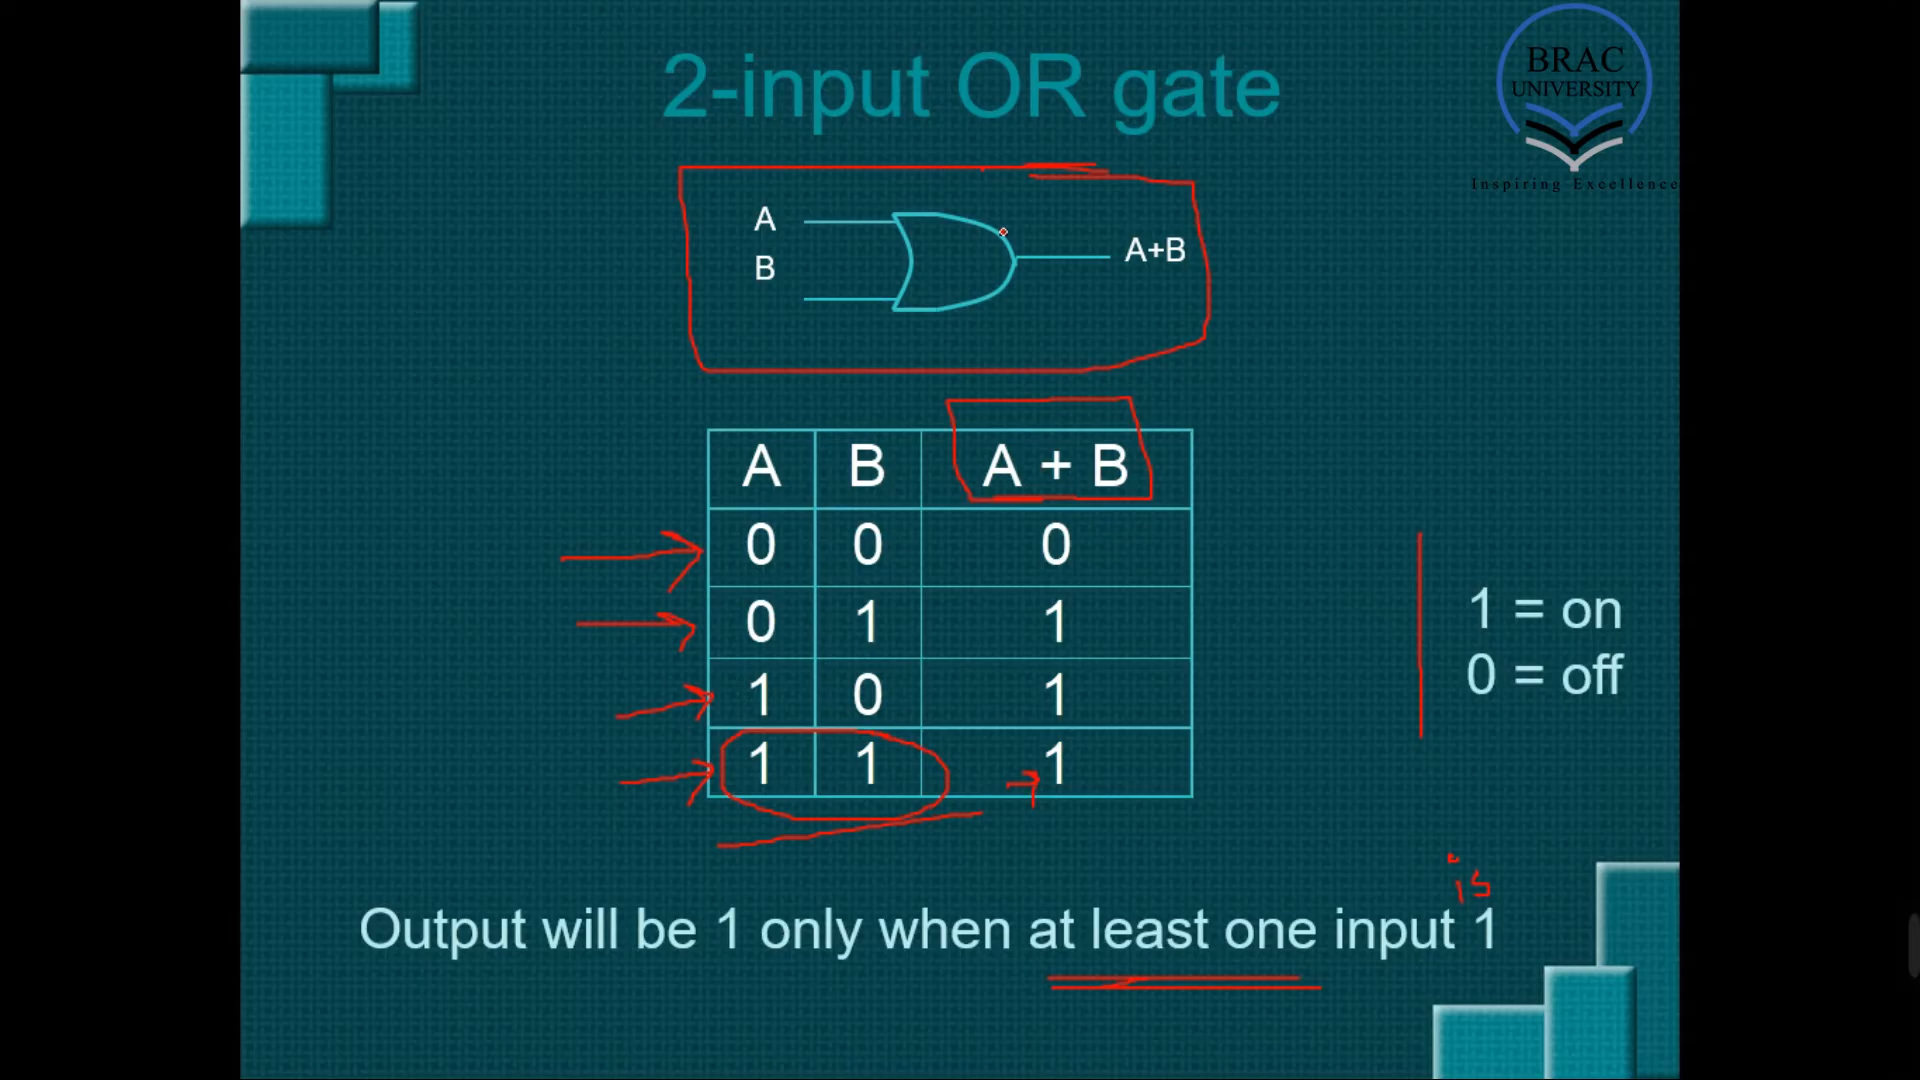 2-input OR gate
BRAC
UNIVERSITY
Inspiring Excellence
A
B
A+B
A B A + B
0 0 0
0 1 1
1 0 1
1 1 1
1 = on
0 = off
is
Output will be 1 only when at least one input 1